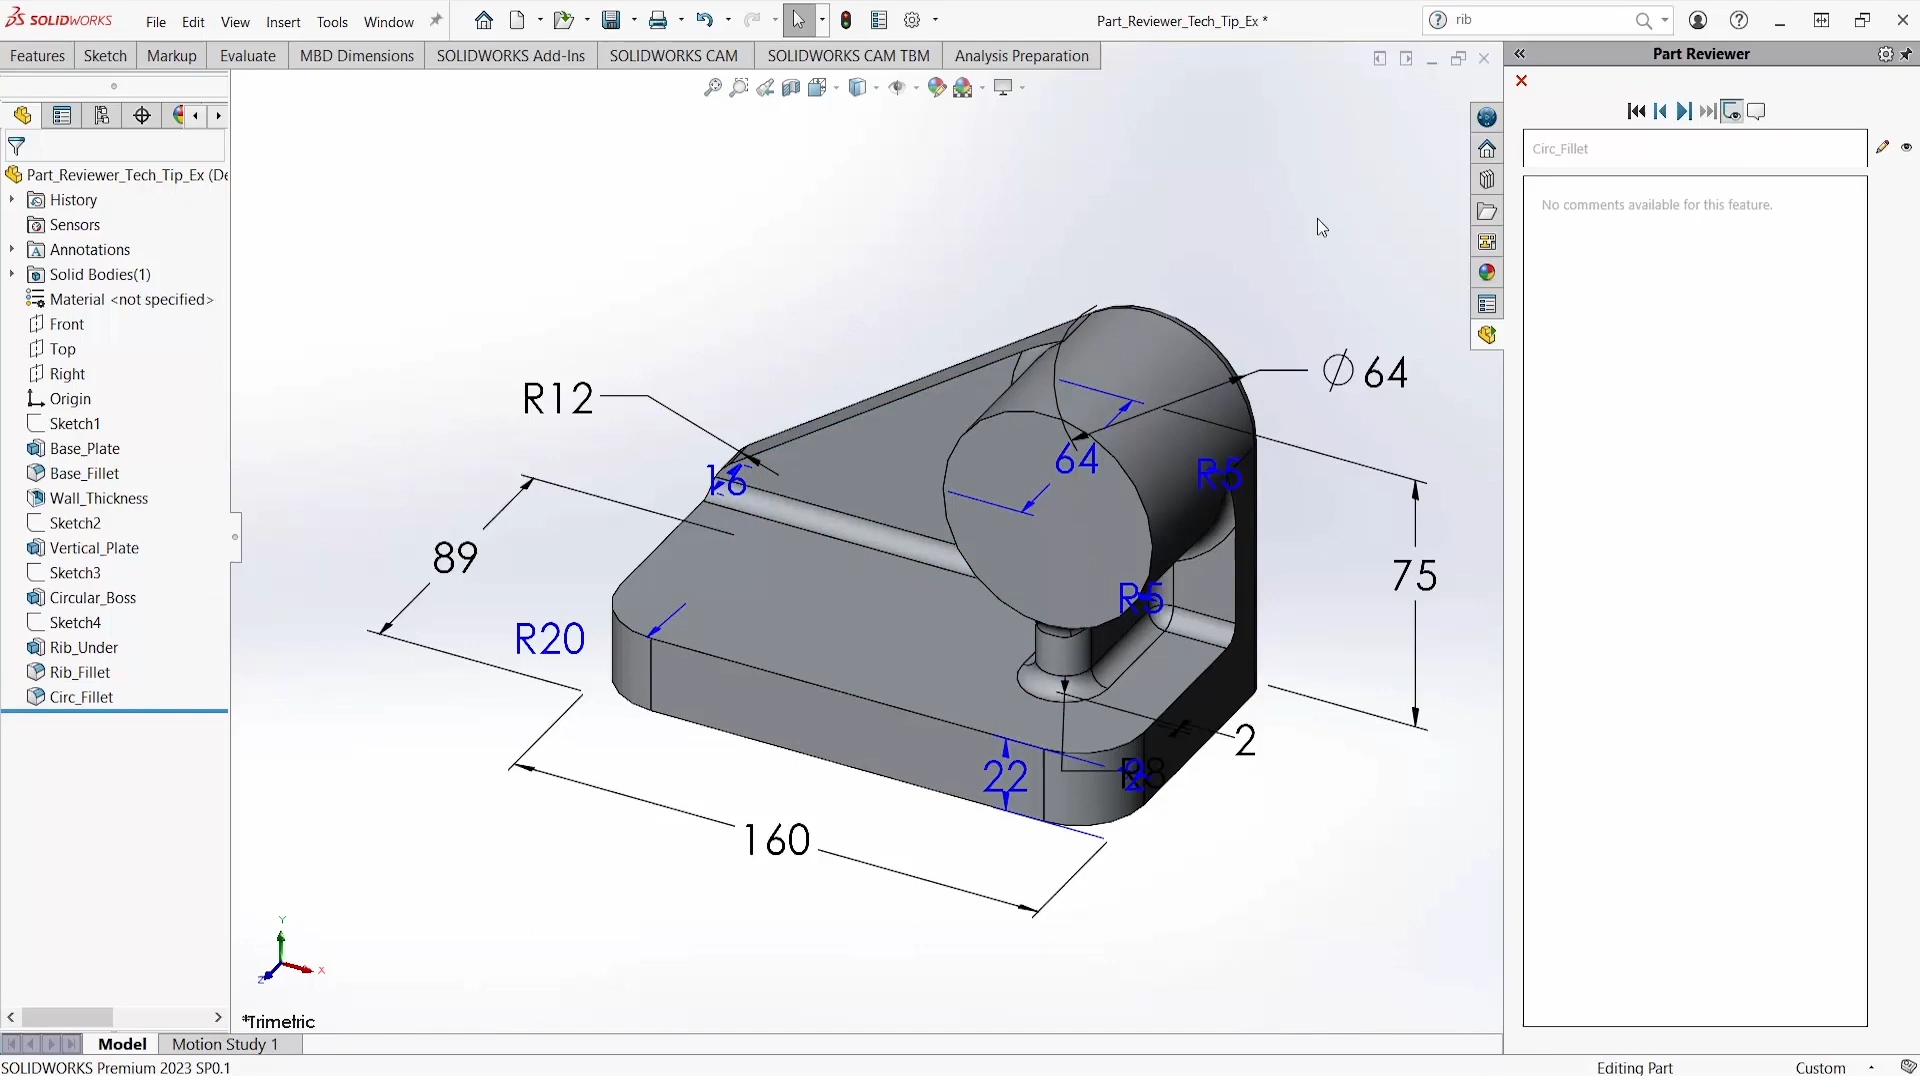 SOLIDWORKS File Edit View Insert Tools Window Part_Reviewer_Tech_Tip_Ex * rib
Features Sketch Markup Evaluate MBD Dimensions SOLIDWORKS Add-Ins SOLIDWORKS CAM SOLIDWORKS CAM TBM Analysis Preparation
Part Reviewer
Circ_Fillet
No comments available for this feature.
Part_Reviewer_Tech_Tip_Ex (De
History
Sensors
Annotations
Solid Bodies(1)
Material <not specified>
Front
Top
Right
Origin
Sketch1
Base_Plate
Base_Fillet
Wall_Thickness
Sketch2
Vertical_Plate
Sketch3
Circular_Boss
Sketch4
Rib_Under
Rib_Fillet
Circ_Fillet
∅ 64
R12
64
16
R5
89
75
R5
R20
2
22
R8
160
Y
X
Z
*Trimetric
Model Motion Study 1
SOLIDWORKS Premium 2023 SP0.1 Editing Part Custom